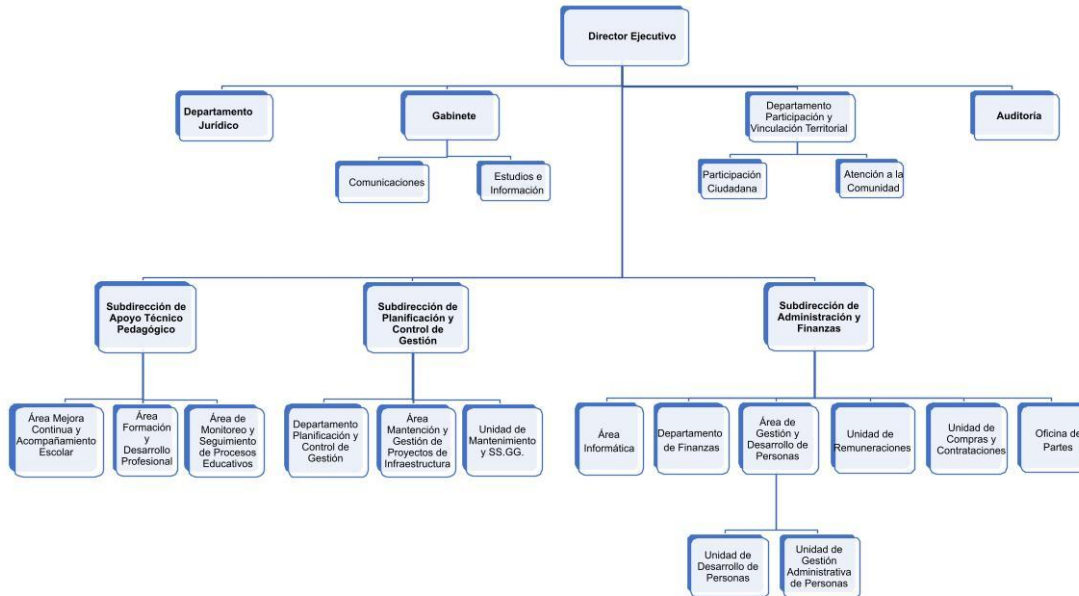 Director Ejecutivo
Departamento
Jurídico
Gabinete
Departamento
Participación y
Vinculación Territorial
Auditoría
Comunicaciones
Estudios e
Información
Participación
Ciudadana
Atención a la
Comunidad
Subdirección de
Apoyo Técnico
Pedagógico
Subdirección de
Planificación y
Control de
Gestión
Subdirección de
Administración y
Finanzas
Área Mejora
Continua y
Acompañamiento
Escolar
Área
Formación
y
Desarrollo
Profesional
Área de
Monitoreo y
Seguimiento
de Procesos
Educativos
Departamento
Planificación y
Control de
Gestión
Área
Mantención y
Gestión de
Proyectos de
Infraestructura
Unidad de
Mantenimiento
y SS.GG.
Área
Informática
Departamento
de Finanzas
Área de
Gestión y
Desarrollo de
Personas
Unidad de
Remuneraciones
Unidad de
Compras y
Contrataciones
Oficina de
Partes
Unidad de
Desarrollo de
Personas
Unidad de
Gestión
Administrativa
de Personas